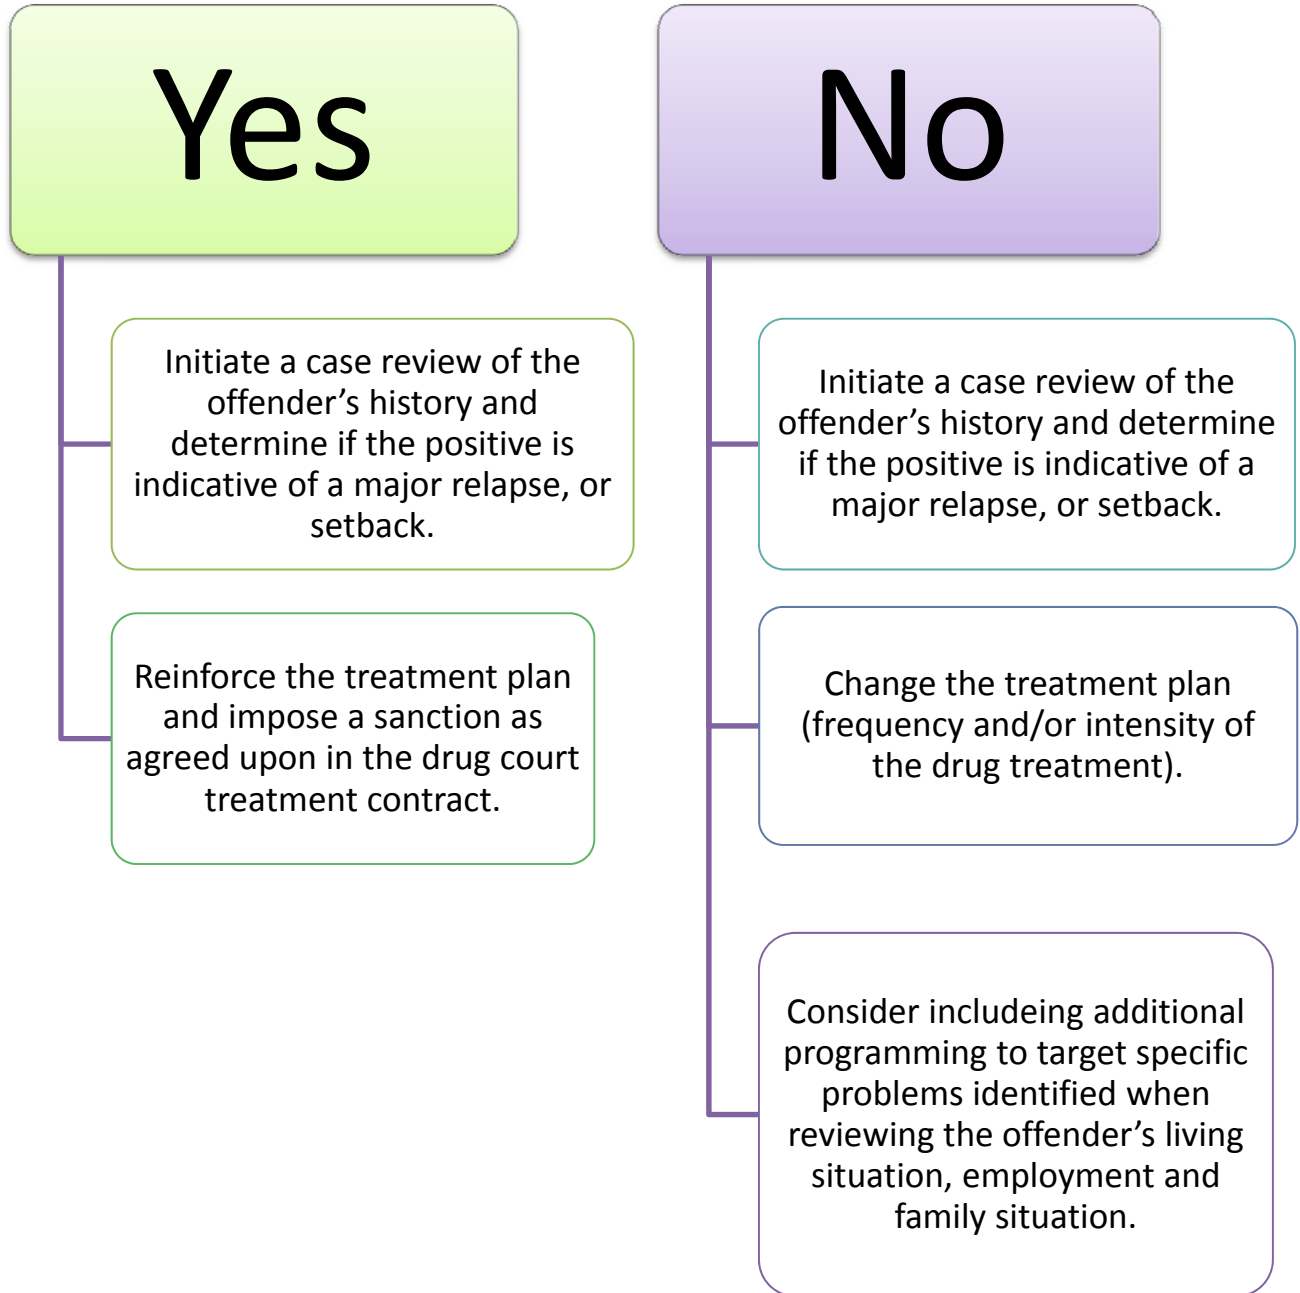 Yes
Initiate a case review of the
offender’s history and
determine if the positive is
indicative of a major relapse, or
setback.
Reinforce the treatment plan
and impose a sanction as
agreed upon in the drug court
treatment contract.
No
Initiate a case review of the
offender’s history and determine
if the positive is indicative of a
major relapse, or setback.
Change the treatment plan
(frequency and/or intensity of
the drug treatment).
Consider includeing additional
programming to target specific
problems identified when
reviewing the offender’s living
situation, employment and
family situation.